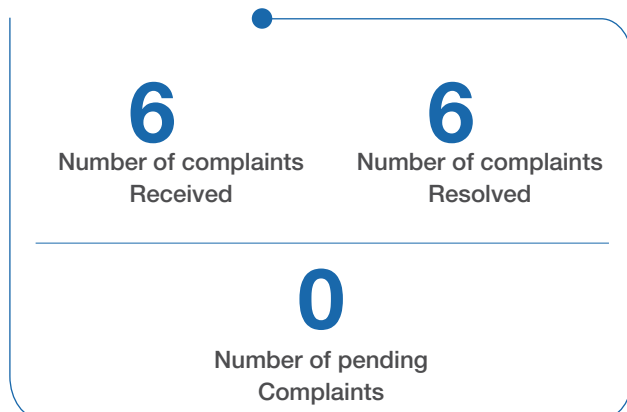 6
Number of complaints
Received
6
Number of complaints
Resolved
0
Number of pending
Complaints